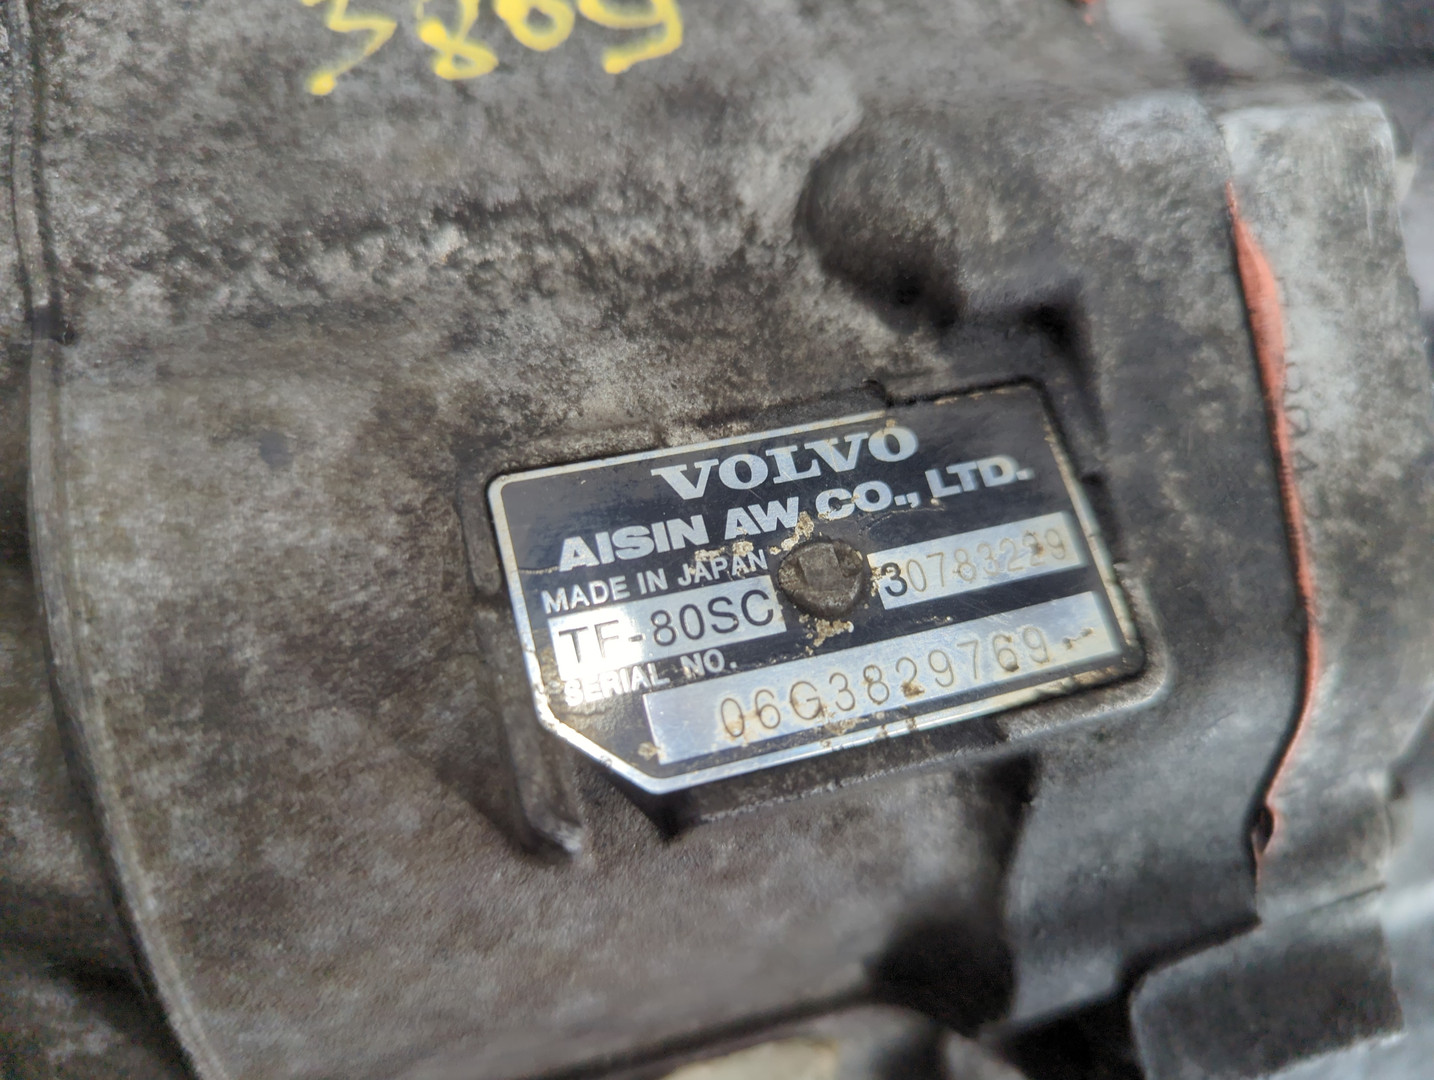 3869
VOLVO
AISIN AW CO., LTD.
MADE IN JAPAN
30783229
TF-80SC
SERIAL NO.
06G3829769